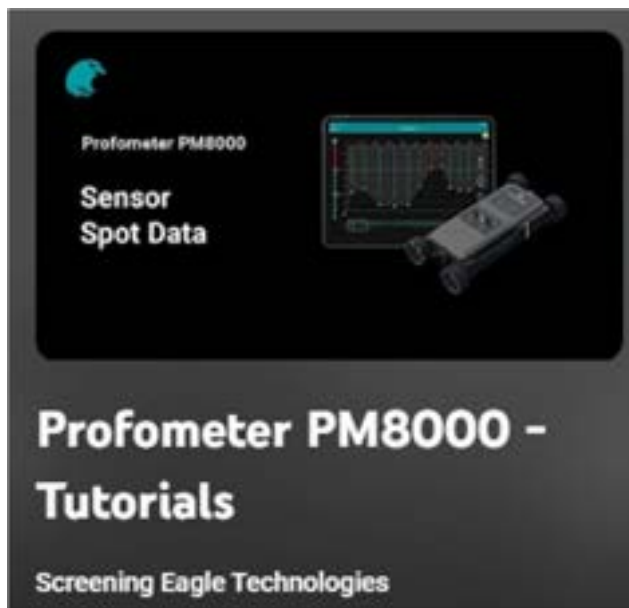 Profometer PM8000
Sensor
Spot Data
Profometer PM8000 -
Tutorials
Screening Eagle Technologies